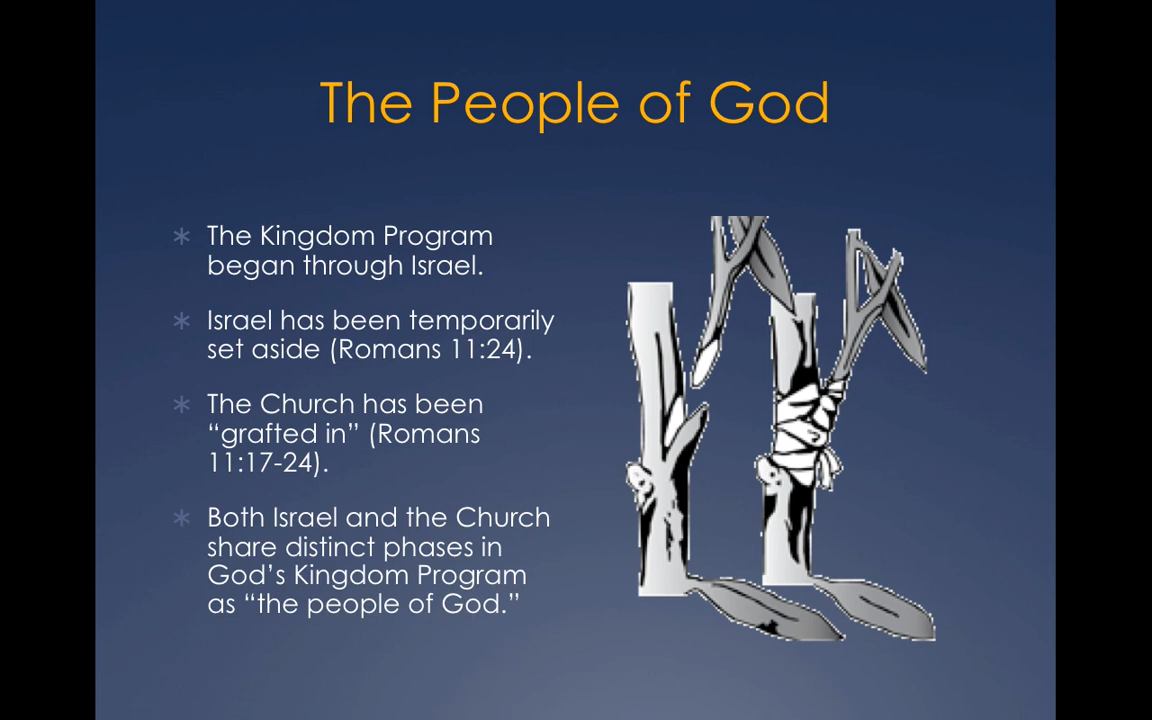 The People of God
The Kingdom Program
began through Israel.
Israel has been temporarily
set aside (Romans 11:24).
The Church has been
“grafted in” (Romans
11:17-24).
Both Israel and the Church
share distinct phases in
God’s Kingdom Program
as “the people of God.”